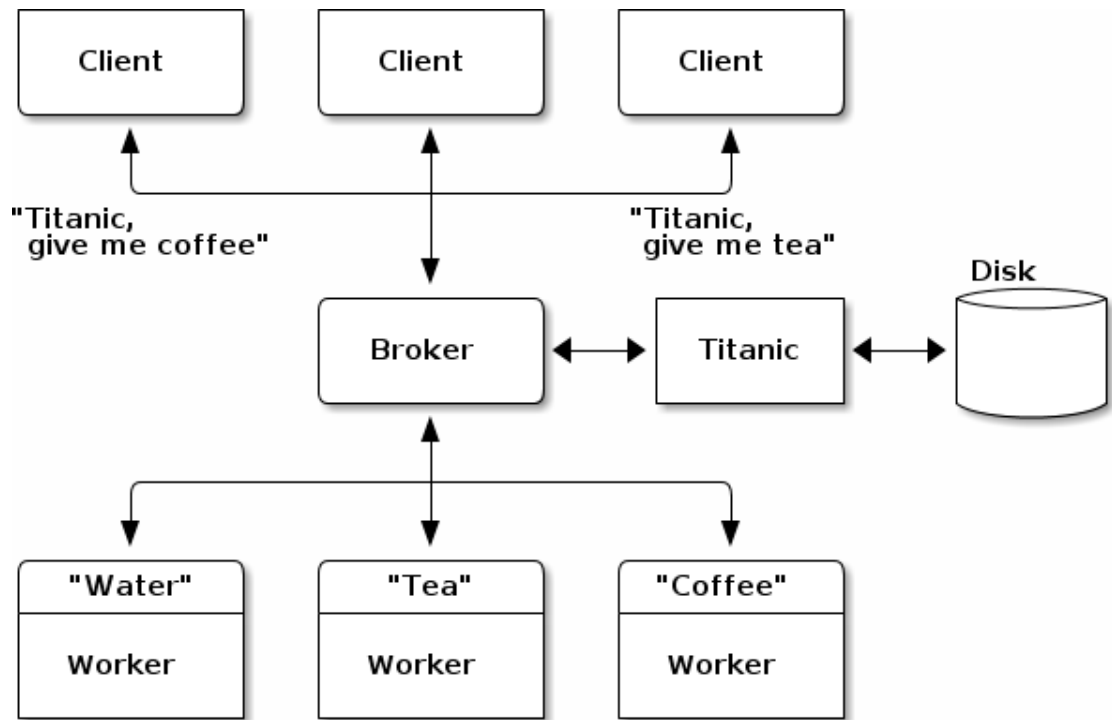 Client
Client
Client
"Titanic,
give me coffee"
"Titanic,
give me tea"
Disk
Broker
Titanic
"Water"
"Tea"
"Coffee"
Worker
Worker
Worker